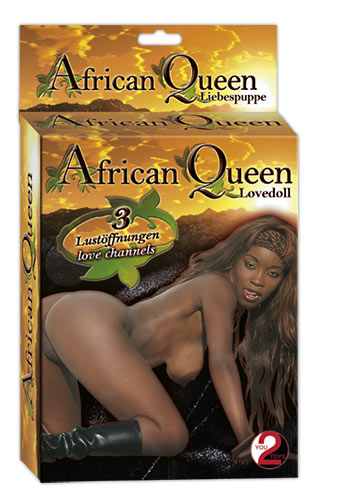 African Queen
Liebespuppe
African Queen
Lovedoll
3
Lustöffnungen
love channels
African Queen
YOU
2
TOYS